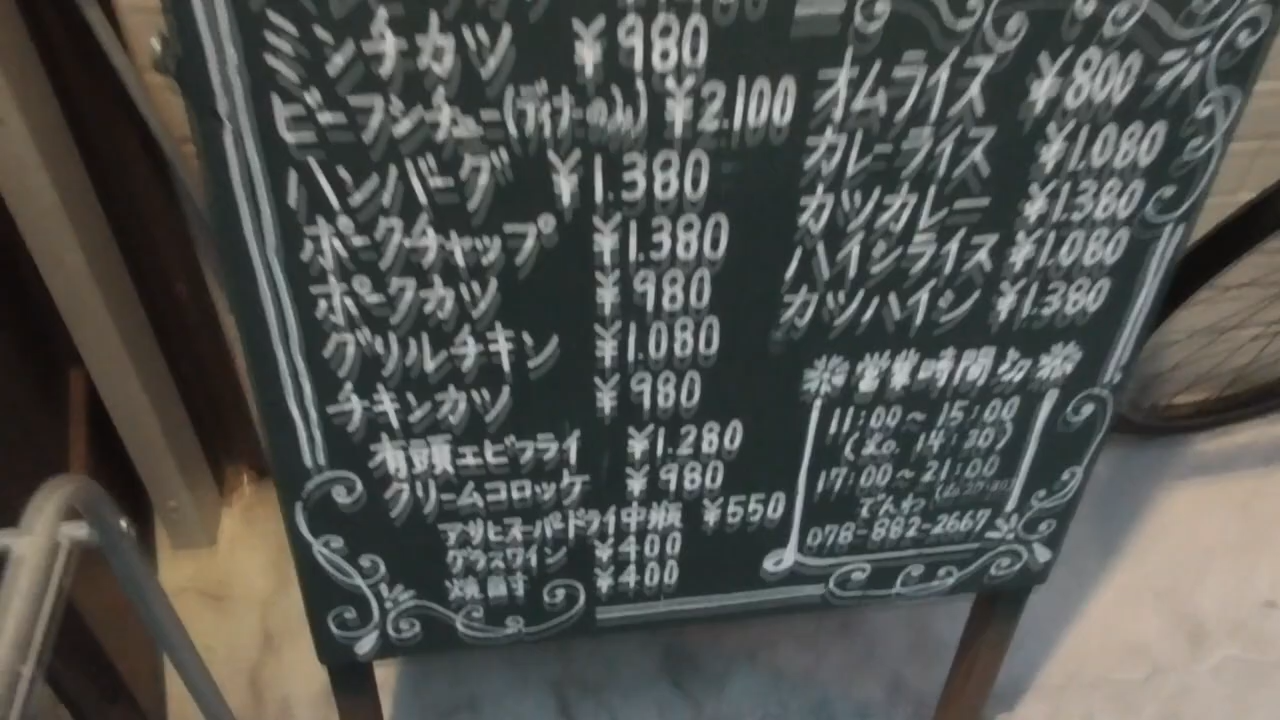 ミンチカツ ¥980
ビーフシチュー(ディナーのみ) ¥2.100
ハンバーグ ¥1.380
ポークチャップ ¥1.380
ポークカツ ¥980
グリルチキン ¥1.080
チキンカツ ¥980
有頭エビフライ ¥1.280
クリームコロッケ ¥980
アサヒスーパードライ中瓶 ¥550
グラスワイン ¥400
焼酎 ¥400
オムライス ¥800
カレーライス ¥1.080
カツカレー ¥1.380
ハイシライス ¥1.080
カツハイシ ¥1.380
営業時間
11:00~15:00
(Lo. 14:30)
17:00~21:00
でんわ
078-882-2667